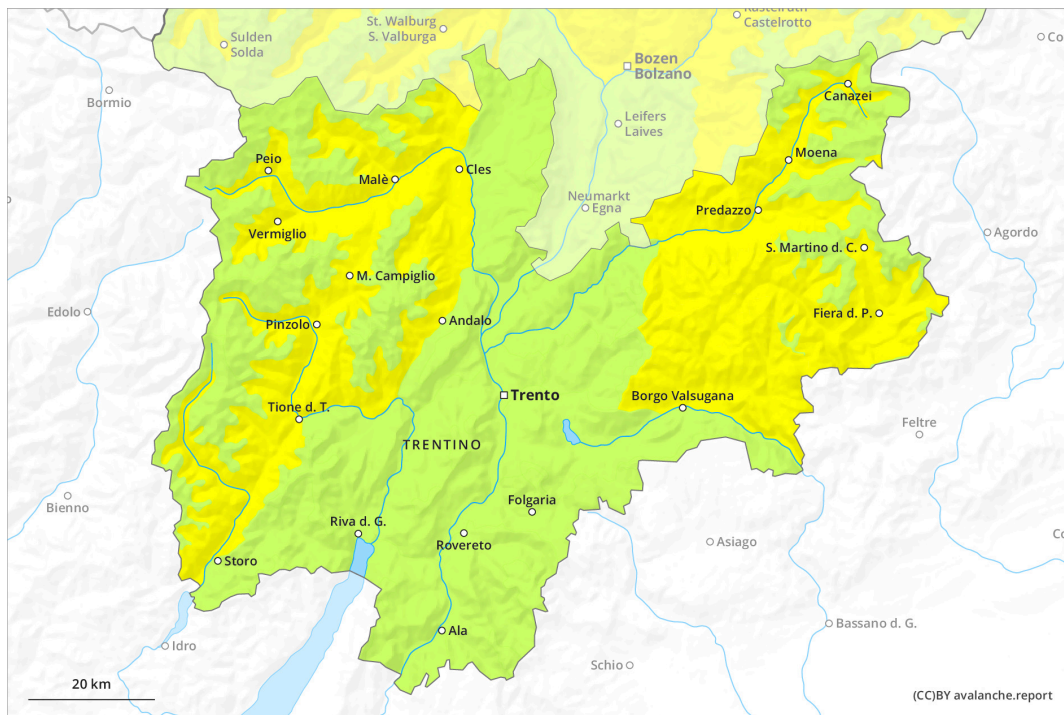 Kastelruth
Castelrotto
St. Walburg
S. Valburga
Sulden
Solda
Bozen
Bolzano
Bormio
Canazei
Leifers
Laives
Moena
Peio
Malè
Cles
Neumarkt
Egna
Predazzo
Vermiglio
S. Martino d. C.
Agordo
M. Campiglio
Edolo
Pinzolo
Andalo
Fiera d. P.
Trento
Borgo Valsugana
Tione d. T.
Feltre
TRENTINO
Bienno
Folgaria
Riva d. G.
Rovereto
Asiago
Storo
Ala
Bassano d. G.
Idro
Schio
20 km
(CC)BY avalanche.report